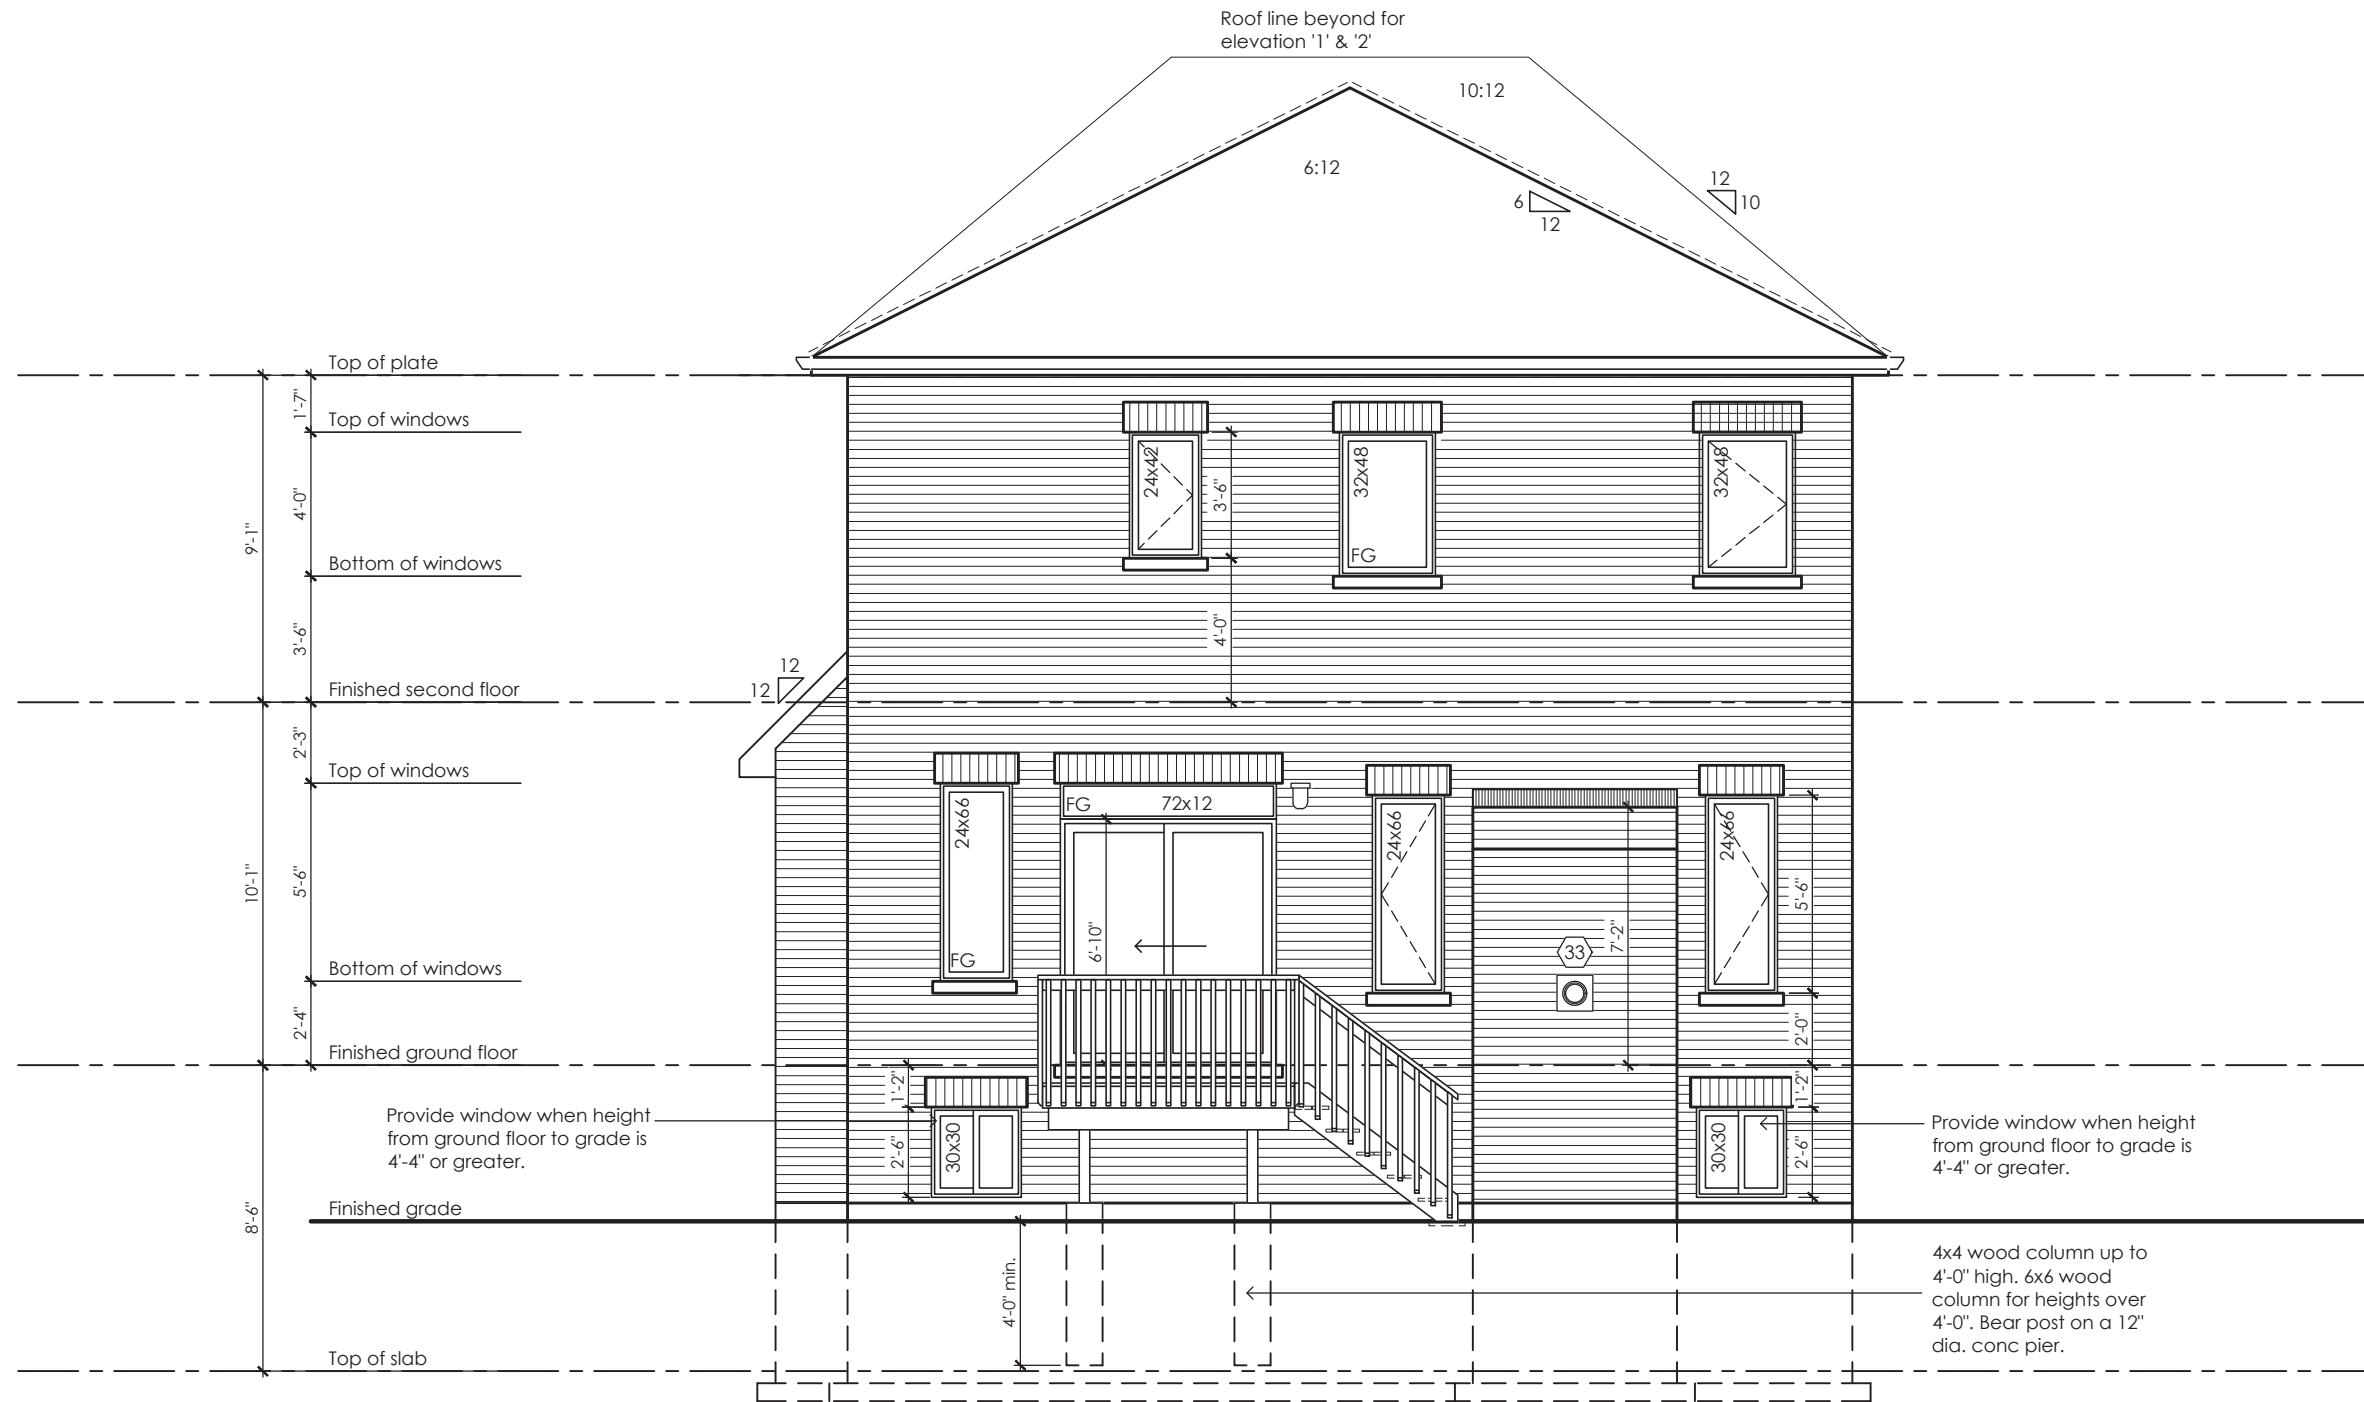 Roof line beyond for
elevation '1' & '2'
10:12
6:12
6
12
12
10
Top of plate
1'-7"
Top of windows
4'-0"
9'-1"
Bottom of windows
3'-6"
Finished second floor
24x42
3'-6"
4'-0"
32x48
FG
32x48
12
12
2'-3"
Top of windows
10'-1"
5'-6"
Bottom of windows
2'-4"
Finished ground floor
24x66
FG
FG
72x12
6'-10"
24x66
33
7'-2"
24x66
5'-6"
2'-0"
1'-2"
2'-6"
30x30
1'-2"
2'-6"
30x30
Provide window when height
from ground floor to grade is
4'-4" or greater.
Provide window when height
from ground floor to grade is
4'-4" or greater.
Finished grade
8'-6"
4'-0" min.
Top of slab
4x4 wood column up to
4'-0" high. 6x6 wood
column for heights over
4'-0". Bear post on a 12"
dia. conc pier.